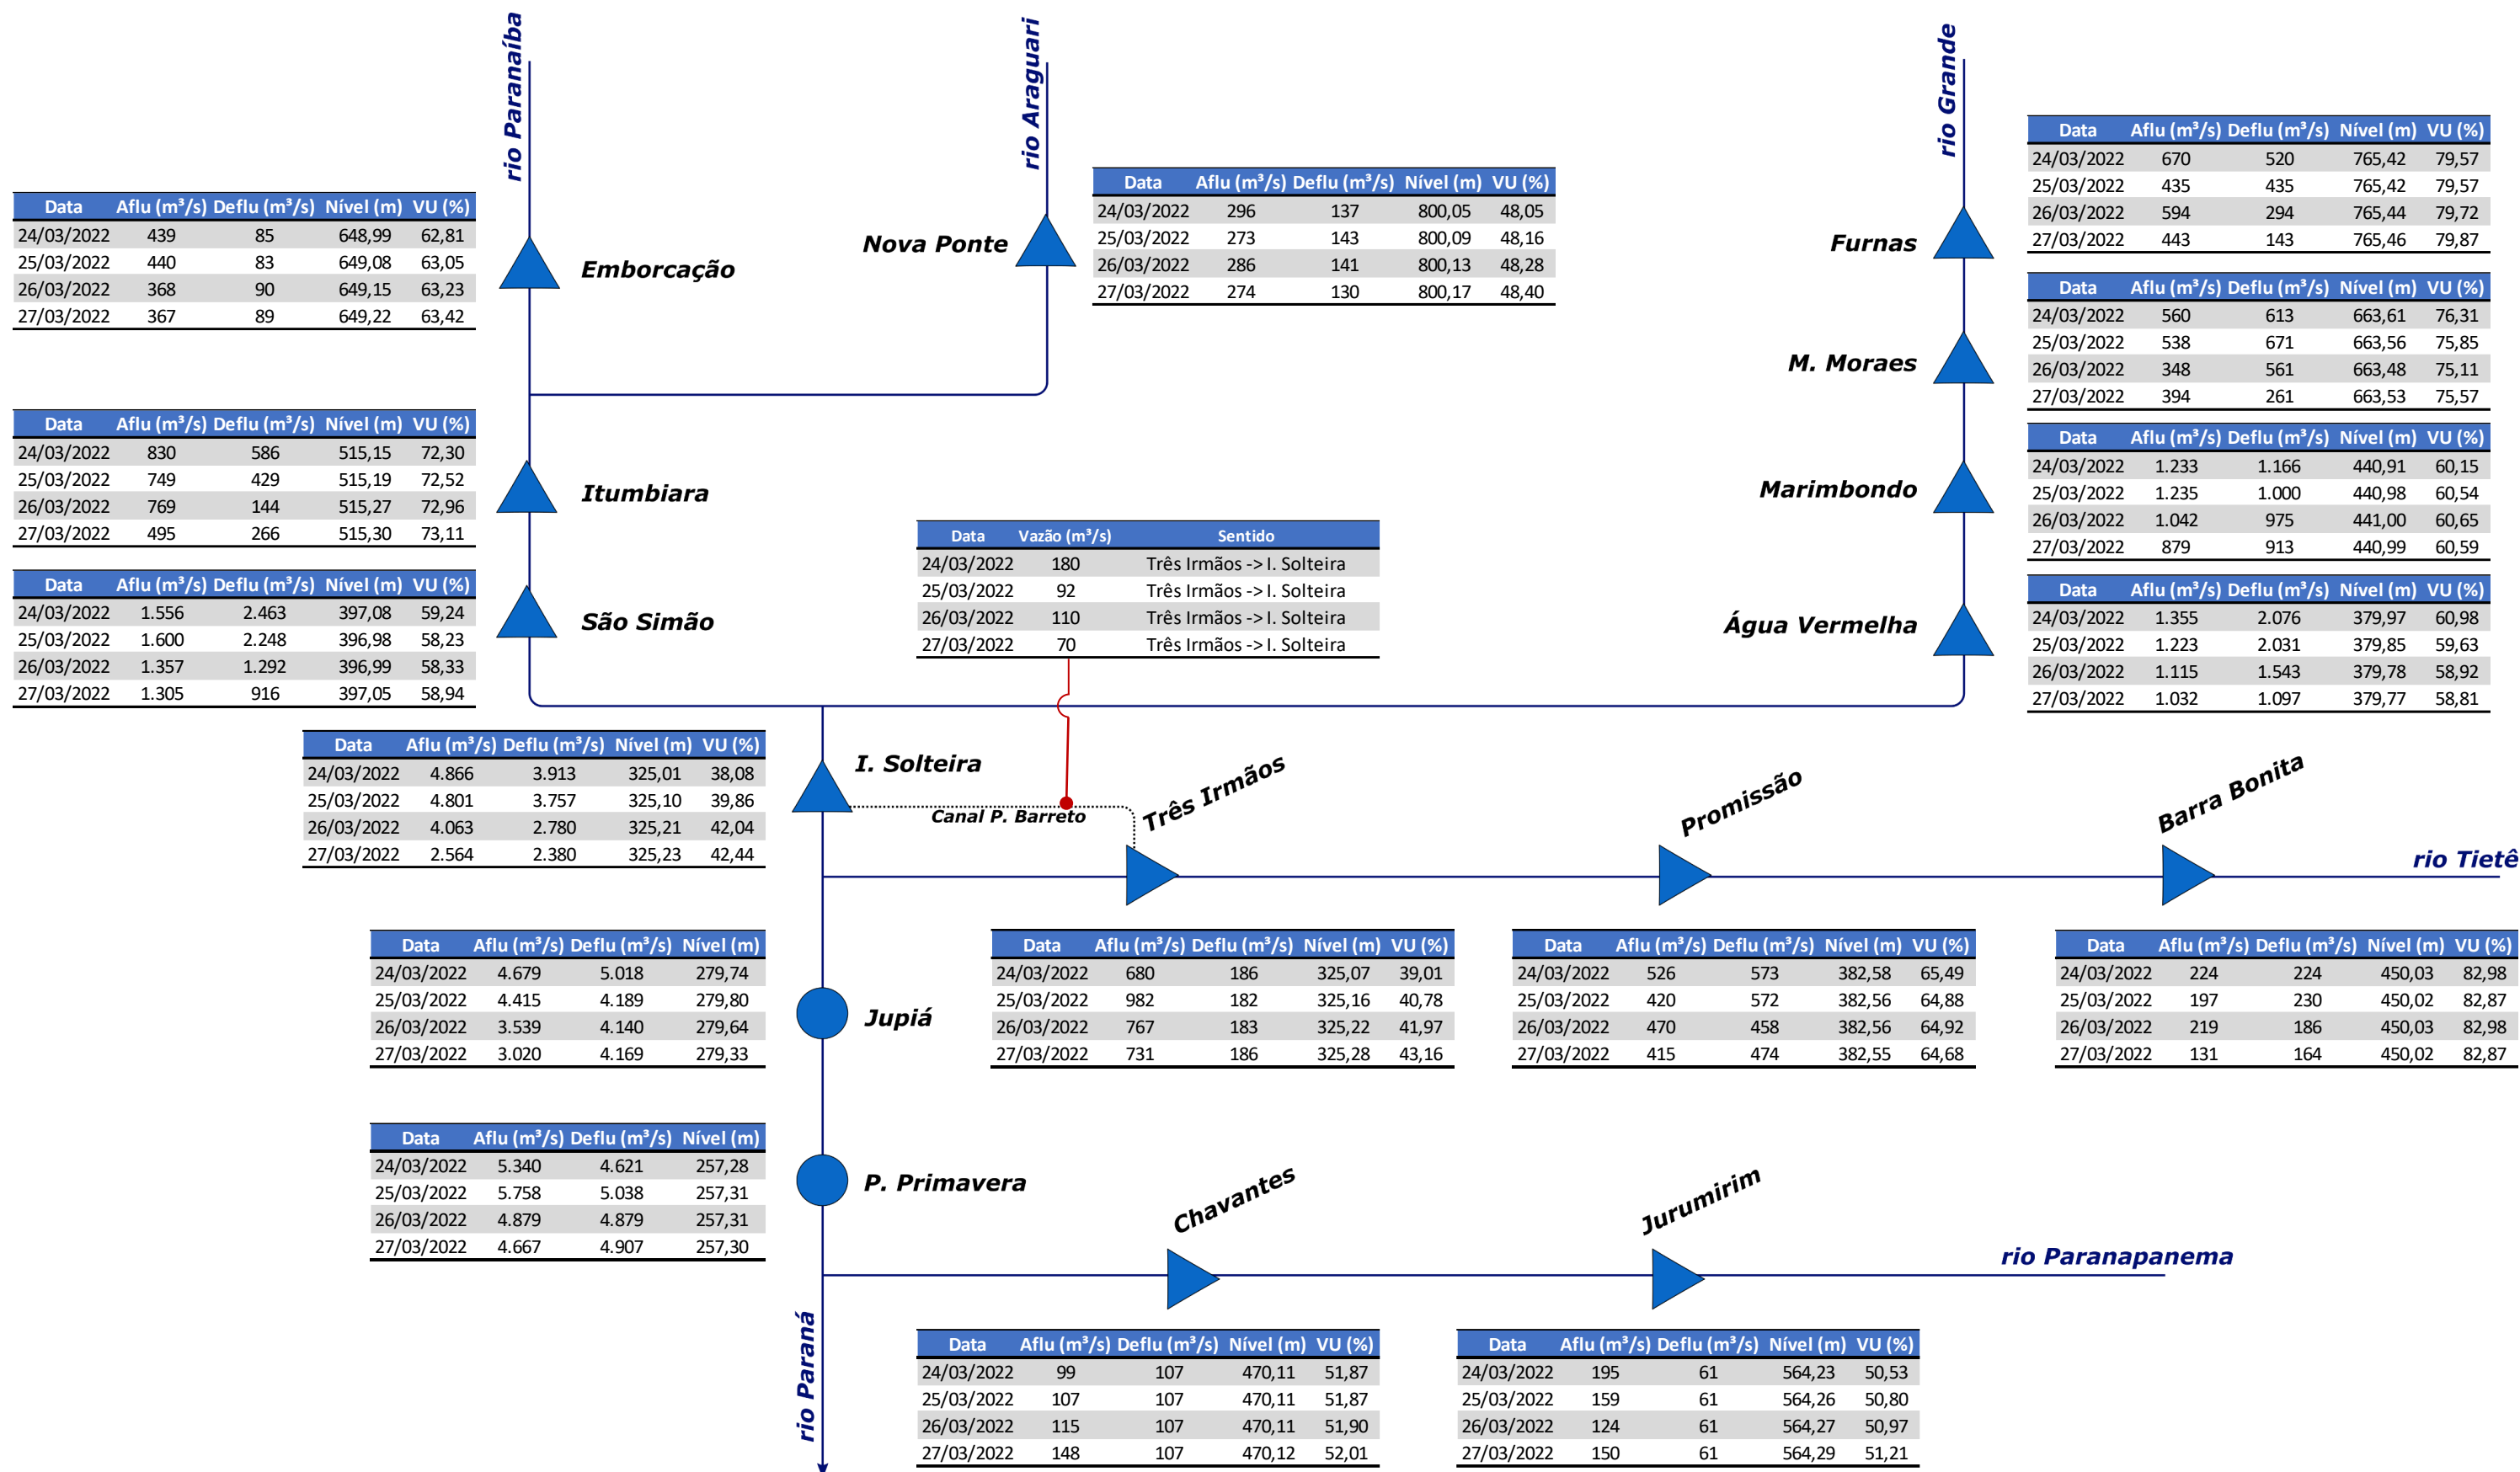 rio Paranaíba
rio Araguari
rio Grande
Data Aflu (m³/s) Deflu (m³/s) Nível (m) VU (%)
24/03/2022 670 520 765,42 79,57
25/03/2022 435 435 765,42 79,57
26/03/2022 594 294 765,44 79,72
27/03/2022 443 143 765,46 79,87
Furnas
Data Aflu (m³/s) Deflu (m³/s) Nível (m) VU (%)
24/03/2022 296 137 800,05 48,05
25/03/2022 273 143 800,09 48,16
26/03/2022 286 141 800,13 48,28
27/03/2022 274 130 800,17 48,40
Nova Ponte
Data Aflu (m³/s) Deflu (m³/s) Nível (m) VU (%)
24/03/2022 439 85 648,99 62,81
25/03/2022 440 83 649,08 63,05
26/03/2022 368 90 649,15 63,23
27/03/2022 367 89 649,22 63,42
Emborcação
Data Aflu (m³/s) Deflu (m³/s) Nível (m) VU (%)
24/03/2022 560 613 663,61 76,31
25/03/2022 538 671 663,56 75,85
26/03/2022 348 561 663,48 75,11
27/03/2022 394 261 663,53 75,57
M. Moraes
Data Aflu (m³/s) Deflu (m³/s) Nível (m) VU (%)
24/03/2022 830 586 515,15 72,30
25/03/2022 749 429 515,19 72,52
26/03/2022 769 144 515,27 72,96
27/03/2022 495 266 515,30 73,11
Itumbiara
Data Aflu (m³/s) Deflu (m³/s) Nível (m) VU (%)
24/03/2022 1.233 1.166 440,91 60,15
25/03/2022 1.235 1.000 440,98 60,54
26/03/2022 1.042 975 441,00 60,65
27/03/2022 879 913 440,99 60,59
Marimbondo
Data Vazão (m³/s) Sentido
24/03/2022 180 Três Irmãos -> I. Solteira
25/03/2022 92 Três Irmãos -> I. Solteira
26/03/2022 110 Três Irmãos -> I. Solteira
27/03/2022 70 Três Irmãos -> I. Solteira
Data Aflu (m³/s) Deflu (m³/s) Nível (m) VU (%)
24/03/2022 1.556 2.463 397,08 59,24
25/03/2022 1.600 2.248 396,98 58,23
26/03/2022 1.357 1.292 396,99 58,33
27/03/2022 1.305 916 397,05 58,94
São Simão
Data Aflu (m³/s) Deflu (m³/s) Nível (m) VU (%)
24/03/2022 1.355 2.076 379,97 60,98
25/03/2022 1.223 2.031 379,85 59,63
26/03/2022 1.115 1.543 379,78 58,92
27/03/2022 1.032 1.097 379,77 58,81
Água Vermelha
Data Aflu (m³/s) Deflu (m³/s) Nível (m) VU (%)
24/03/2022 4.866 3.913 325,01 38,08
25/03/2022 4.801 3.757 325,10 39,86
26/03/2022 4.063 2.780 325,21 42,04
27/03/2022 2.564 2.380 325,23 42,44
I. Solteira
Canal P. Barreto
Três Irmãos
Promissão
Barra Bonita
rio Tietê
Data Aflu (m³/s) Deflu (m³/s) Nível (m)
24/03/2022 4.679 5.018 279,74
25/03/2022 4.415 4.189 279,80
26/03/2022 3.539 4.140 279,64
27/03/2022 3.020 4.169 279,33
Jupiá
Data Aflu (m³/s) Deflu (m³/s) Nível (m) VU (%)
24/03/2022 680 186 325,07 39,01
25/03/2022 982 182 325,16 40,78
26/03/2022 767 183 325,22 41,97
27/03/2022 731 186 325,28 43,16
Data Aflu (m³/s) Deflu (m³/s) Nível (m) VU (%)
24/03/2022 526 573 382,58 65,49
25/03/2022 420 572 382,56 64,88
26/03/2022 470 458 382,56 64,92
27/03/2022 415 474 382,55 64,68
Data Aflu (m³/s) Deflu (m³/s) Nível (m) VU (%)
24/03/2022 224 224 450,03 82,98
25/03/2022 197 230 450,02 82,87
26/03/2022 219 186 450,03 82,98
27/03/2022 131 164 450,02 82,87
Data Aflu (m³/s) Deflu (m³/s) Nível (m)
24/03/2022 5.340 4.621 257,28
25/03/2022 5.758 5.038 257,31
26/03/2022 4.879 4.879 257,31
27/03/2022 4.667 4.907 257,30
P. Primavera
Chavantes
Jurumirim
rio Paranapanema
rio Paraná
Data Aflu (m³/s) Deflu (m³/s) Nível (m) VU (%)
24/03/2022 99 107 470,11 51,87
25/03/2022 107 107 470,11 51,87
26/03/2022 115 107 470,11 51,90
27/03/2022 148 107 470,12 52,01
Data Aflu (m³/s) Deflu (m³/s) Nível (m) VU (%)
24/03/2022 195 61 564,23 50,53
25/03/2022 159 61 564,26 50,80
26/03/2022 124 61 564,27 50,97
27/03/2022 150 61 564,29 51,21